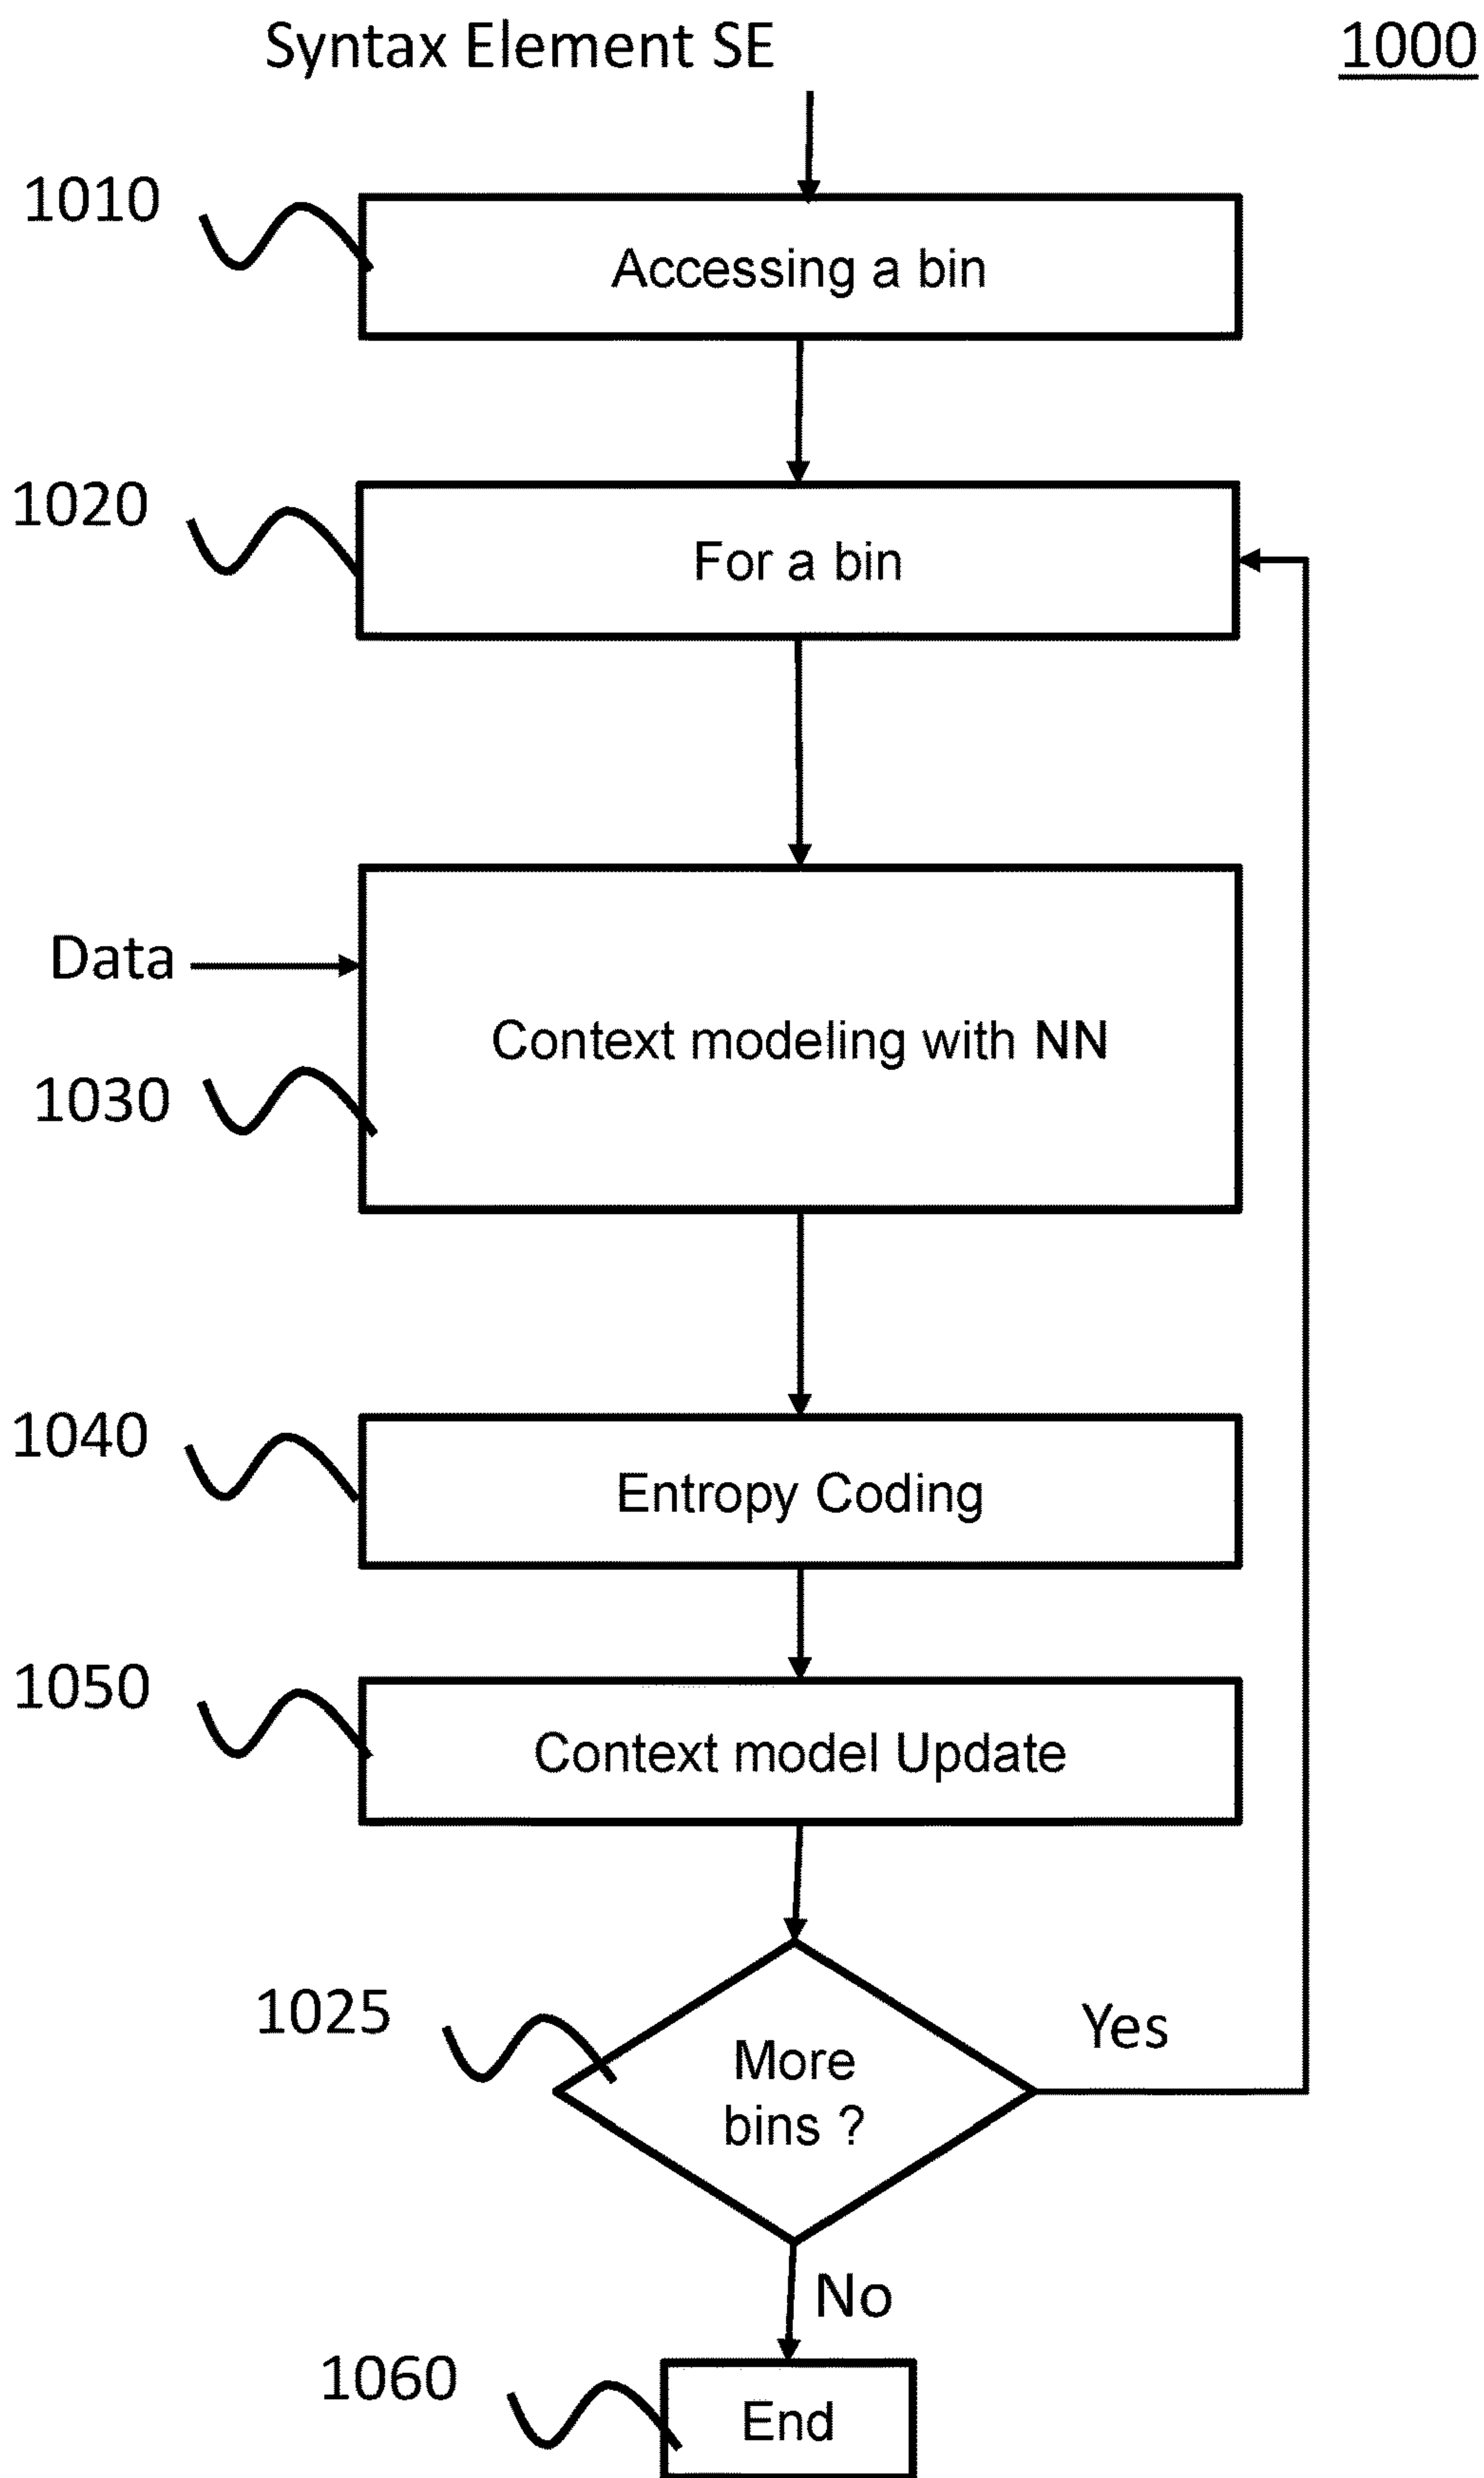 Syntax Element SE
1000
1010
Accessing a bin
1020
For a bin
Data
Context modeling with NN
1030
1040
Entropy Coding
1050
Context model Update
1025
Yes
More
bins ?
No
1060
End